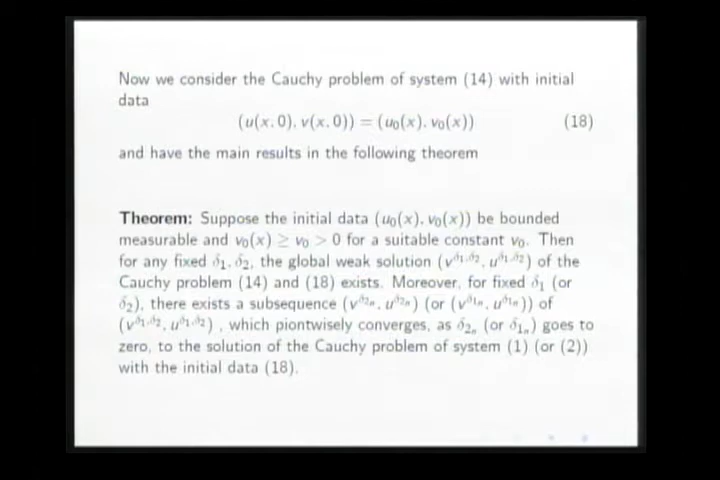 Now we consider the Cauchy problem of system (14) with initial
data
(u(x, 0), v(x, 0)) = (u₀(x), v₀(x)) (18)
and have the main results in the following theorem
Theorem: Suppose the initial data (u₀(x), v₀(x)) be bounded
measurable and v₀(x) ≥ v₀ > 0 for a suitable constant v₀. Then
for any fixed δ₁, δ₂, the global weak solution (v^{δ₁,δ₂}, u^{δ₁,δ₂}) of the
Cauchy problem (14) and (18) exists. Moreover, for fixed δ₁ (or
δ₂), there exists a subsequence (v^{δ₂ₙ}, u^{δ₂ₙ}) (or (v^{δ₁ₙ}, u^{δ₁ₙ})) of
(v^{δ₁,δ₂}, u^{δ₁,δ₂}) , which piontwisely converges, as δ₂ₙ (or δ₁ₙ) goes to
zero, to the solution of the Cauchy problem of system (1) (or (2))
with the initial data (18).